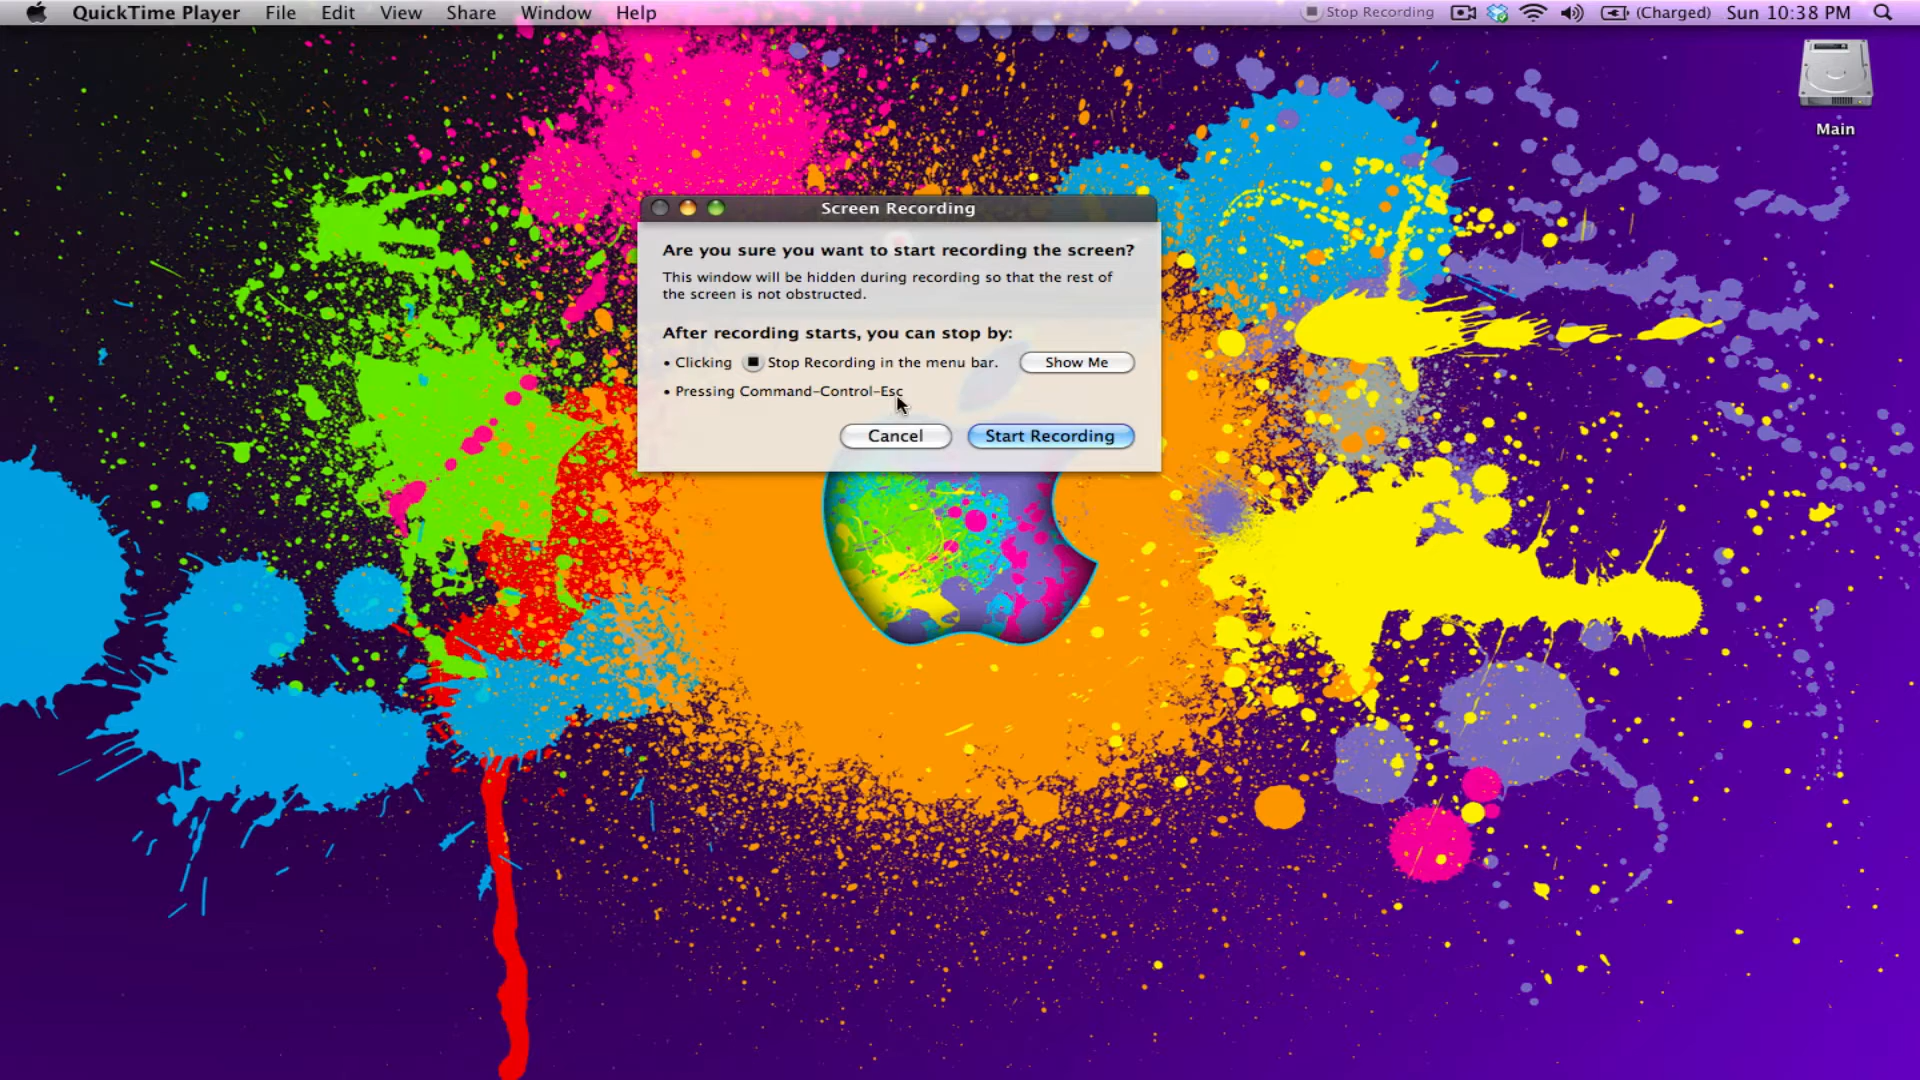 QuickTime Player File Edit View Share Window Help Stop Recording (Charged) Sun 10:38 PM
Main
Screen Recording
Are you sure you want to start recording the screen?
This window will be hidden during recording so that the rest of
the screen is not obstructed.
After recording starts, you can stop by:
• Clicking Stop Recording in the menu bar. Show Me
• Pressing Command-Control-Esc
Cancel Start Recording